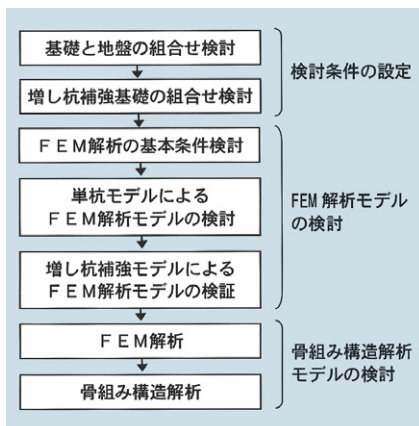 基礎と地盤の組合せ検討
増し杭補強基礎の組合せ検討
検討条件の設定
ＦＥＭ解析の基本条件検討
単杭モデルによる
ＦＥＭ解析モデルの検討
増し杭補強モデルによる
ＦＥＭ解析モデルの検証
FEM 解析モデル
の検討
ＦＥＭ解析
骨組み構造解析
骨組み構造解析
モデルの検討